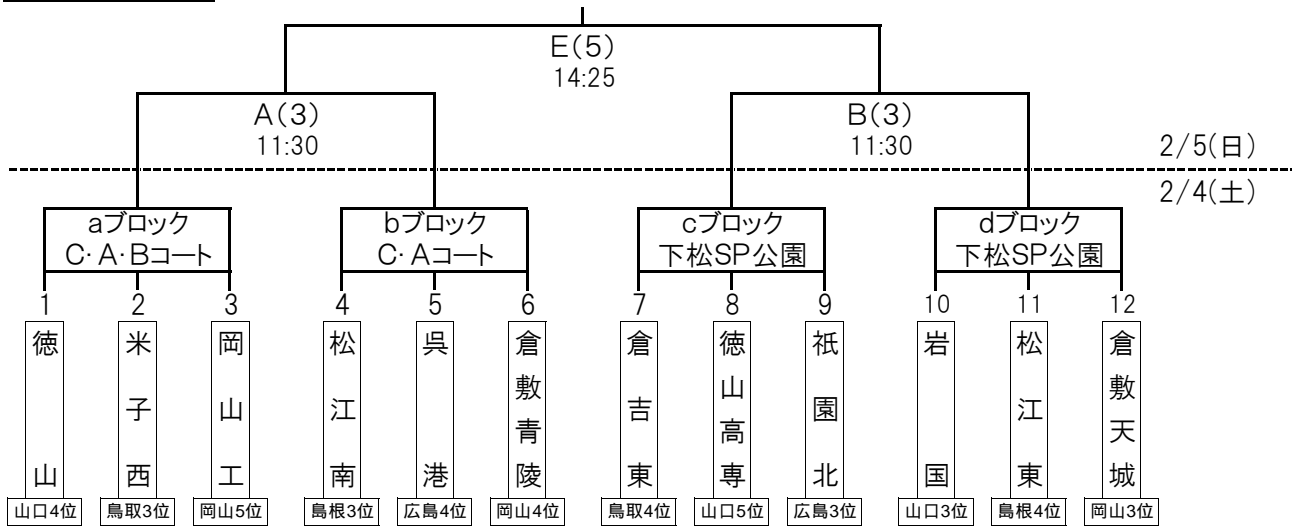 E(5)
14:25
A(3)
11:30
B(3)
11:30
2/5(日)
2/4(土)
aブロック
C・A・Bコート
bブロック
C・Aコート
cブロック
下松SP公園
dブロック
下松SP公園
1 2 3 4 5 6 7 8 9 10 11 12
徳山
米子西
岡山工
松江南
呉港
倉敷青陵
倉吉東
徳山高専
祇園北
岩国
松江東
倉敷天城
山口4位 鳥取3位 岡山5位 島根3位 広島4位 岡山4位 鳥取4位 山口5位 広島3位 山口3位 島根4位 岡山3位